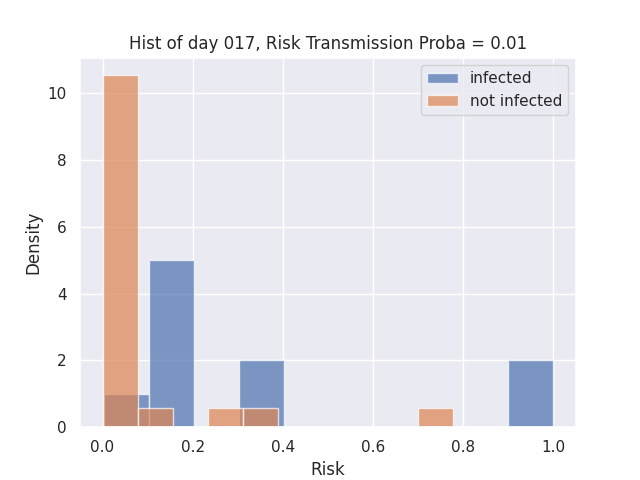 Hist of day 017, Risk Transmission Proba = 0.01
infected
not infected
10
8
6
4
2
0
Density
0.0 0.2 0.4 0.6 0.8 1.0
Risk